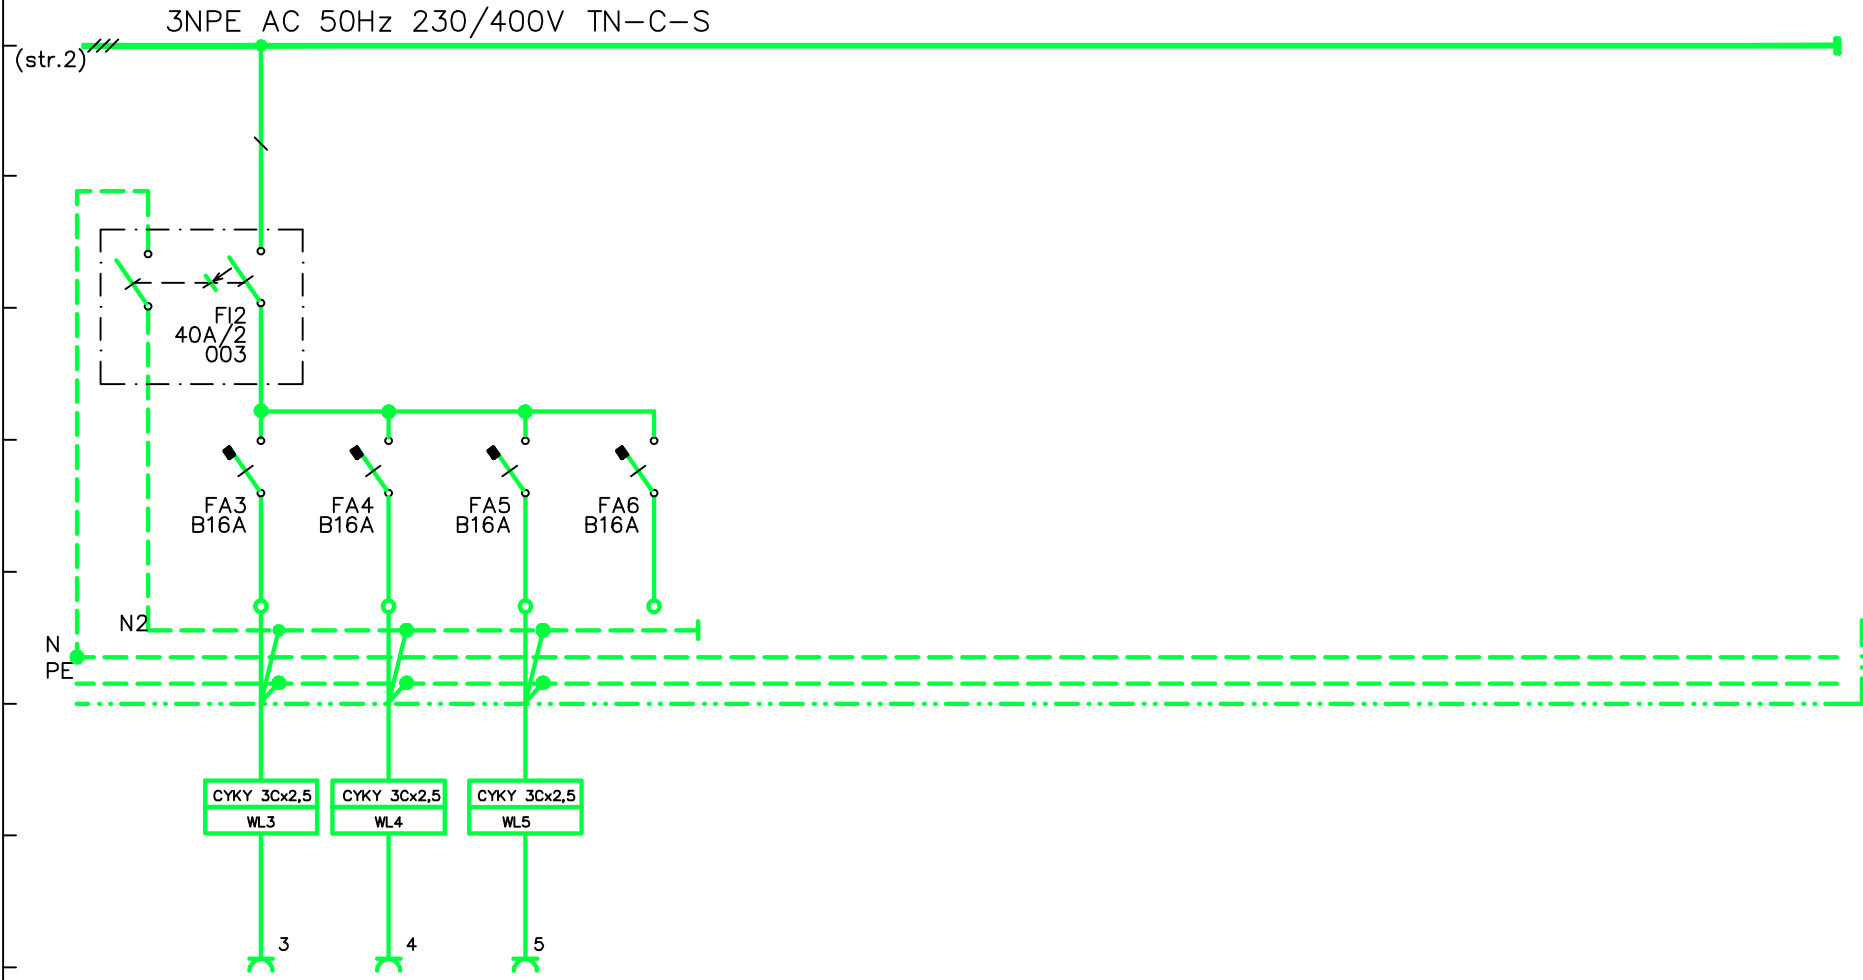 3NPE AC 50Hz 230/400V TN-C-S
(str.2)
FI2
40A/2
003
FA3
B16A
FA4
B16A
FA5
B16A
FA6
B16A
N2
N
PE
CYKY 3Cx2,5
WL3
CYKY 3Cx2,5
WL4
CYKY 3Cx2,5
WL5
3
4
5